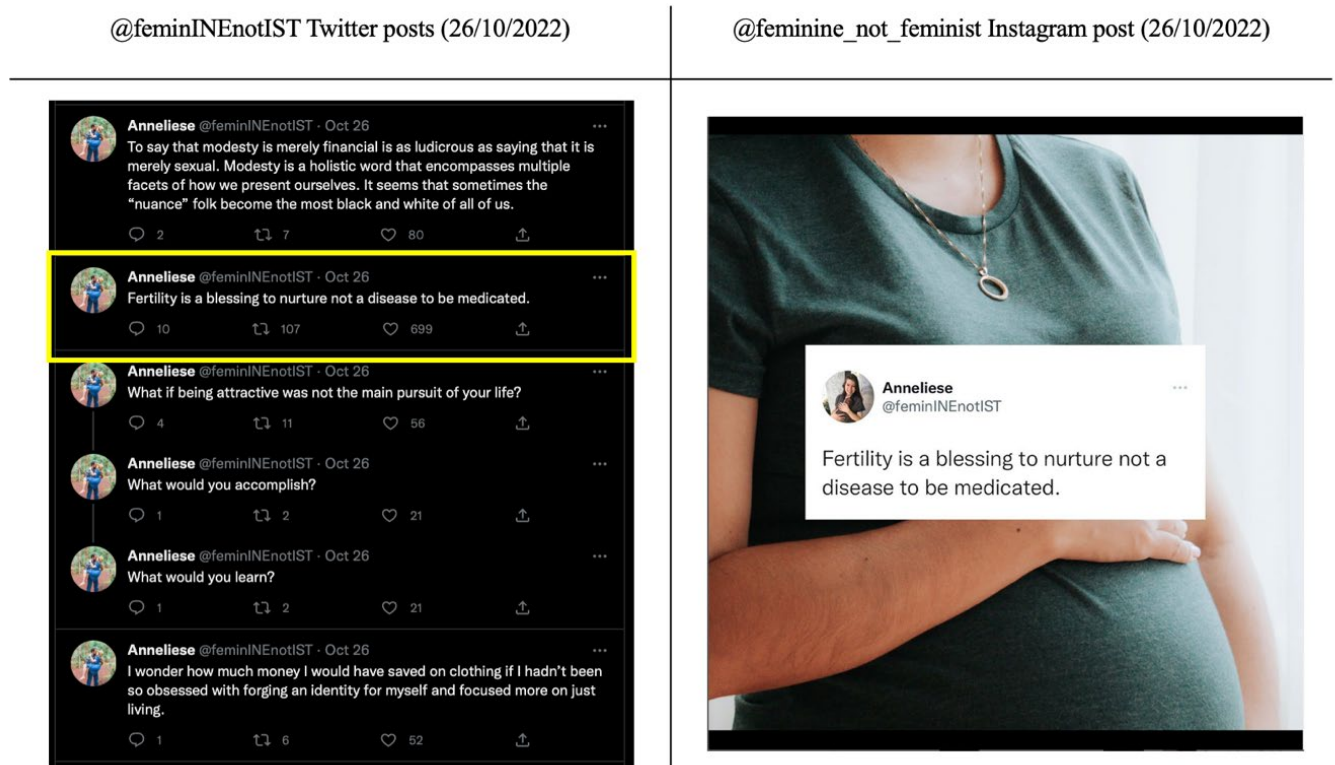 @feminINEnotIST Twitter posts (26/10/2022)
Anneliese @feminINEnotIST · Oct 26
To say that modesty is merely financial is as ludicrous as saying that it is
merely sexual. Modesty is a holistic word that encompasses multiple
facets of how we present ourselves. It seems that sometimes the
“nuance” folk become the most black and white of all of us.
2 7 80
Anneliese @feminINEnotIST · Oct 26
Fertility is a blessing to nurture not a disease to be medicated.
10 107 699
Anneliese @feminINEnotIST · Oct 26
What if being attractive was not the main pursuit of your life?
4 11 56
Anneliese @feminINEnotIST · Oct 26
What would you accomplish?
1 2 21
Anneliese @feminINEnotIST · Oct 26
What would you learn?
1 2 21
Anneliese @feminINEnotIST · Oct 26
I wonder how much money I would have saved on clothing if I hadn’t been
so obsessed with forging an identity for myself and focused more on just
living.
1 6 52
@feminine_not_feminist Instagram post (26/10/2022)
Anneliese
@feminINEnotIST
Fertility is a blessing to nurture not a
disease to be medicated.